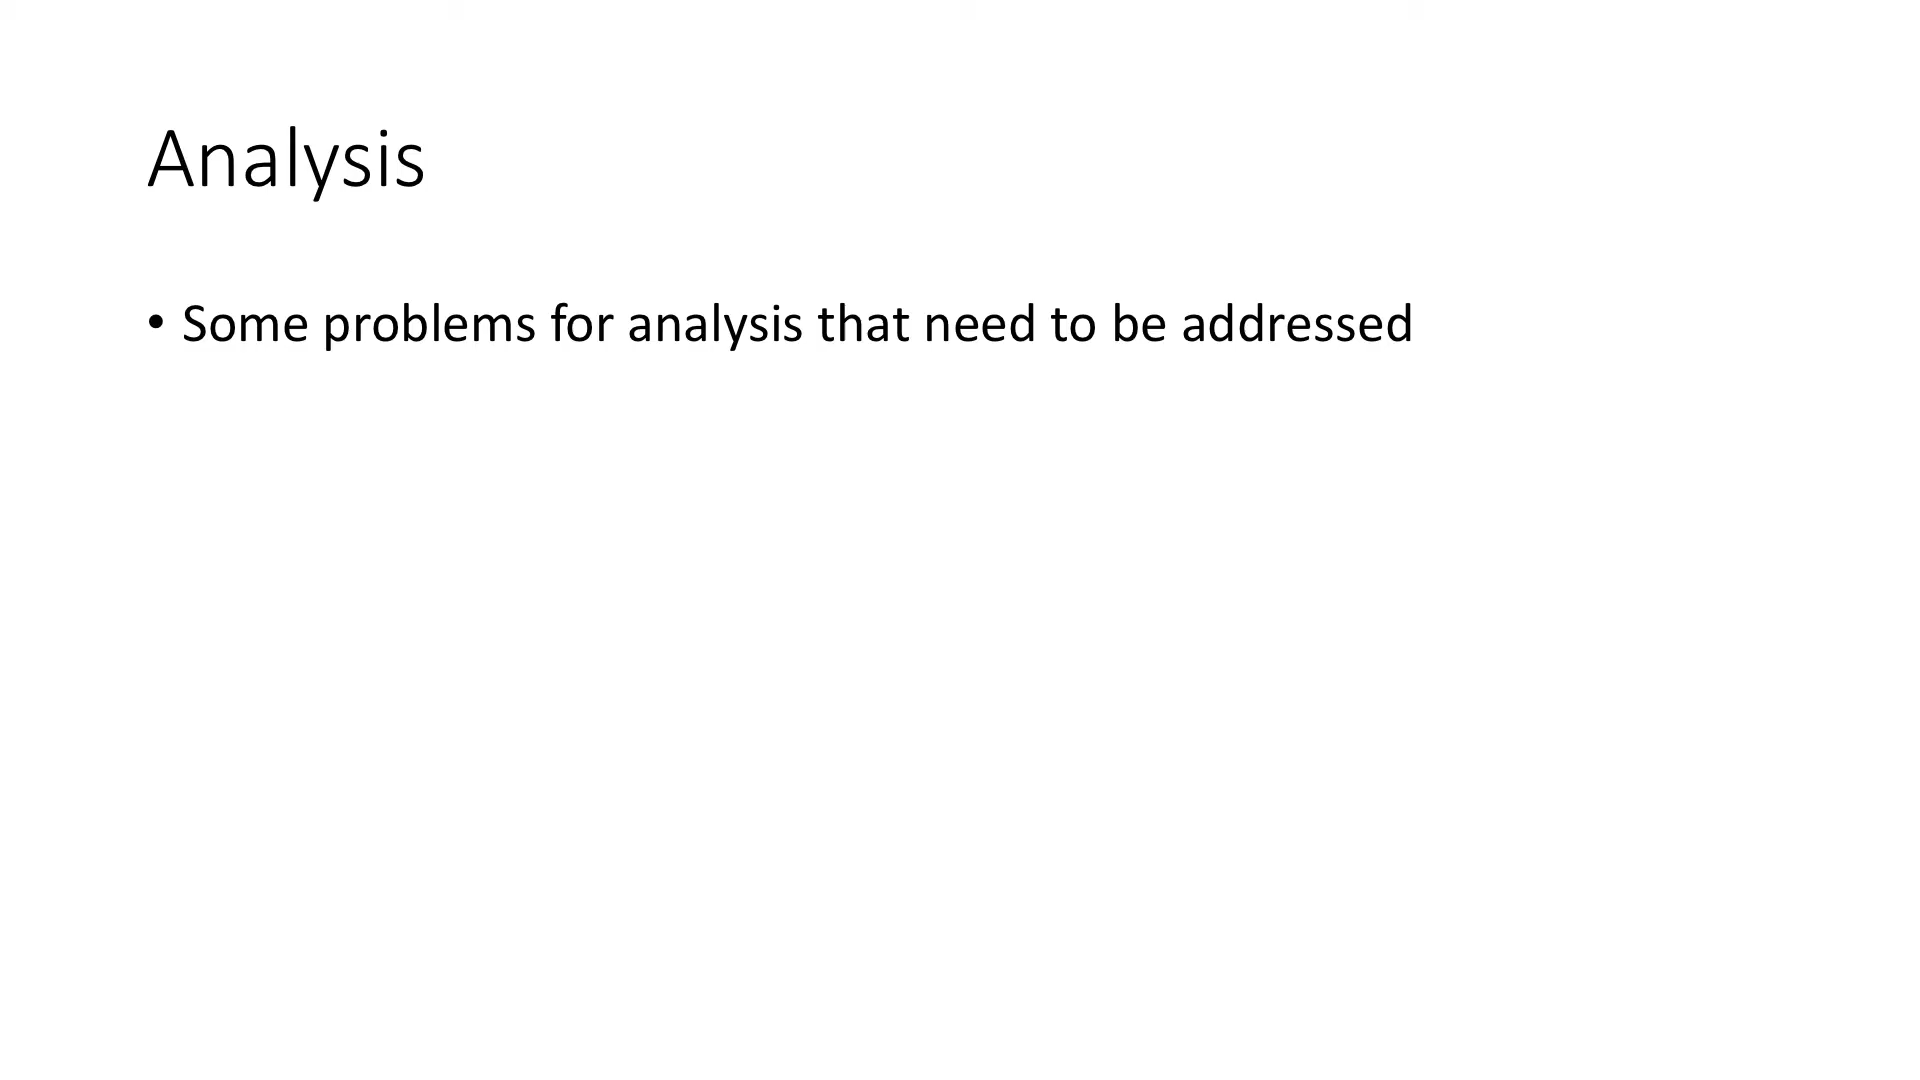 Analysis
• Some problems for analysis that need to be addressed